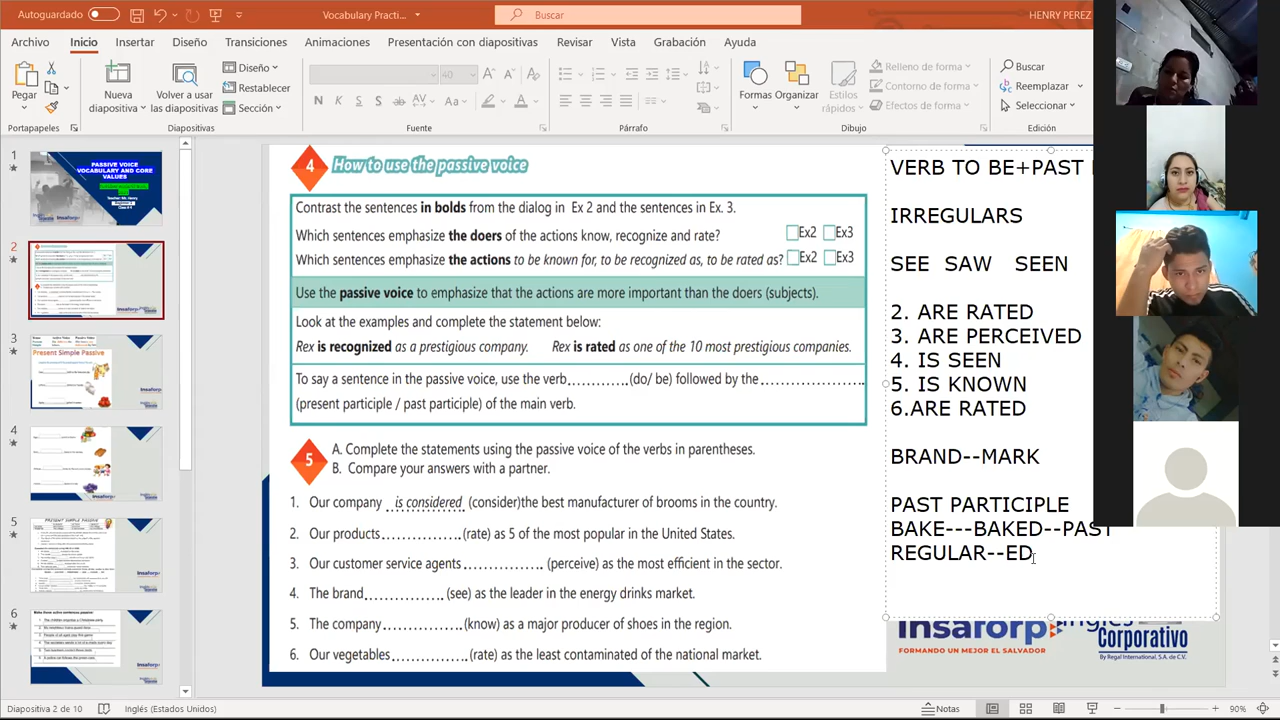 Autoguardado
Vocabulary Practi...
Buscar
HENRY PEREZ
Archivo Inicio Insertar Diseño Transiciones Animaciones Presentación con diapositivas Revisar Vista Grabación Ayuda
Pegar
Nueva diapositiva
Volver a usar las diapositivas
Diseño
Restablecer
Sección
40
Formas Organizar Estilos rápidos
Relleno de forma
Contorno de forma
Efectos de forma
Buscar
Reemplazar
Seleccionar
Portapapeles Diapositivas Fuente Párrafo Dibujo Edición
1
PASSIVE VOICE
VOCABULARY AND CORE
VALUES
2
3
Present Simple Passive
4
5
6
4 How to use the passive voice
Contrast the sentences in bolds from the dialog in Ex 2 and the sentences in Ex. 3.
Which sentences emphasize the doers of the actions know, recognize and rate? Ex2 Ex3
Which sentences emphasize the actions to be known for, to be recognized as, to be rated as? Ex2 Ex3
Look at the examples and complete the statement below:
Rex is recognized as a prestigious company. Rex is rated as one of the 10 most prestigious companies.
To say a sentence in the passive voice, use the verb............(do/ be) followed by the....................
(present participle / past participle) of the main verb.
5 A. Complete the statements using the passive voice of the verbs in parentheses.
B. Compare your answers with a partner.
1. Our company is considered (consider)the best manufacturer of brooms in the country.
2. Our products................(rate) as 5 of the most popular in the United States.
3. Our customer service agents ................ (perceive) as the most efficient in the sector.
4. The brand................ (see) as the leader in the energy drinks market.
5. The company................(know) as a major producer of shoes in the region.
6. Our vegetables................(rate) as the least contaminated of the national market.
VERB TO BE+PAST
IRREGULARS
SEE SAW SEEN
2. ARE RATED
3. ARE PERCEIVED
4. IS SEEN
5. IS KNOWN
6.ARE RATED
BRAND--MARK
PAST PARTICIPLE
BAKE---BAKED--PAST
REGULAR--ED
Insaforp
FORMANDO UN MEJOR EL SALVADOR
Inglés
Corporativo
By Regal International, S.A. de C.V.
Diapositiva 2 de 10
Inglés (Estados Unidos)
Notas
90%